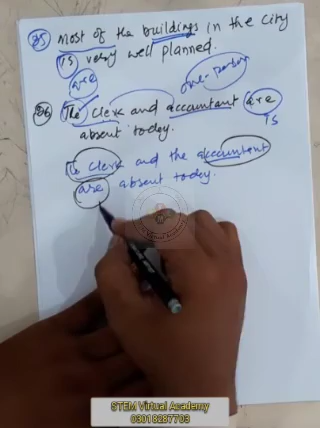 35 Most of the buildings in the City
Is very well planned.
are
one-person
36 The Clerk and accountant are
is
absent today.
Clerk and the accountant
are absent today.
STEM Virtual Academy
03018287703